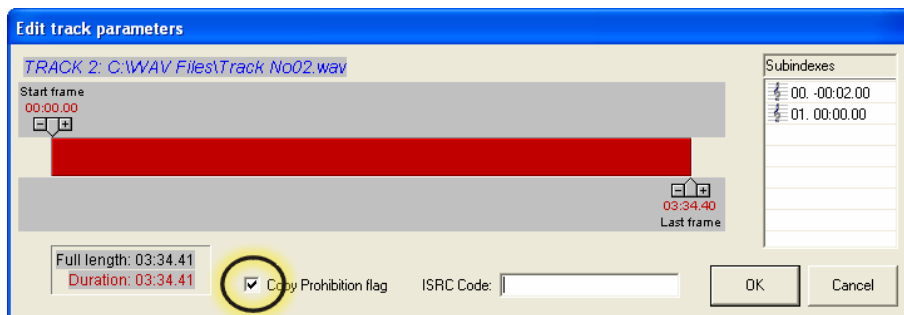 Edit track parameters
TRACK 2: C:\WAV Files\Track No02.wav
Start frame
00:00.00
03:34.40
Last frame
Subindexes
00. -00:02.00
01. 00:00.00
Full length: 03:34.41
Duration: 03:34.41
Copy Prohibition flag
ISRC Code:
OK
Cancel